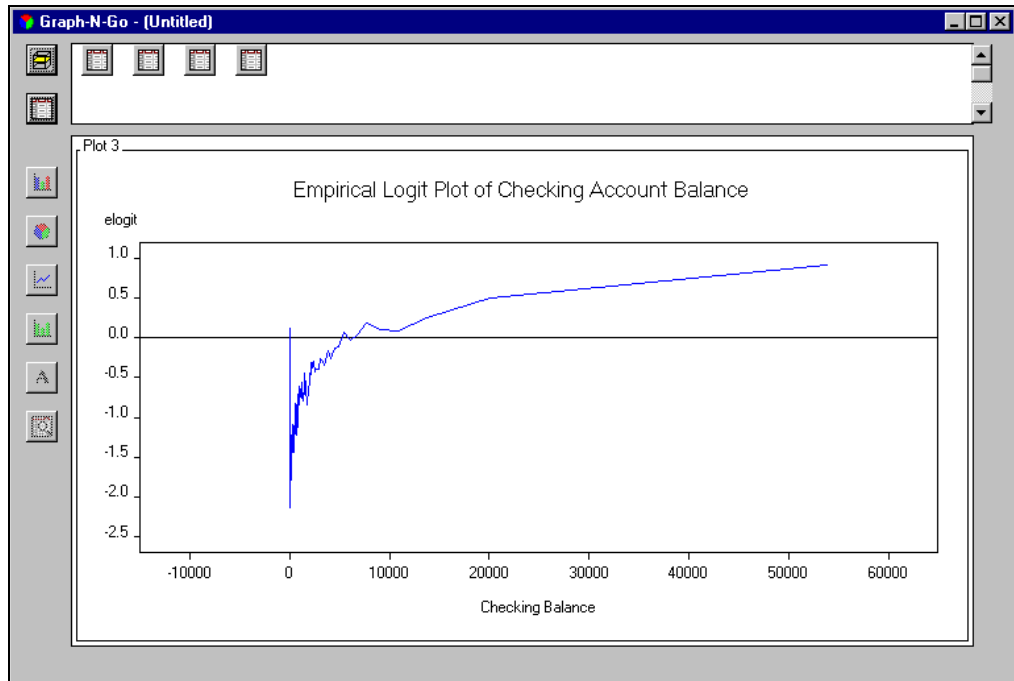 Graph-N-Go - (Untitled)
Plot 3
Empirical Logit Plot of Checking Account Balance
elogit
1.0
0.5
0.0
-0.5
-1.0
-1.5
-2.0
-2.5
-10000 0 10000 20000 30000 40000 50000 60000
Checking Balance